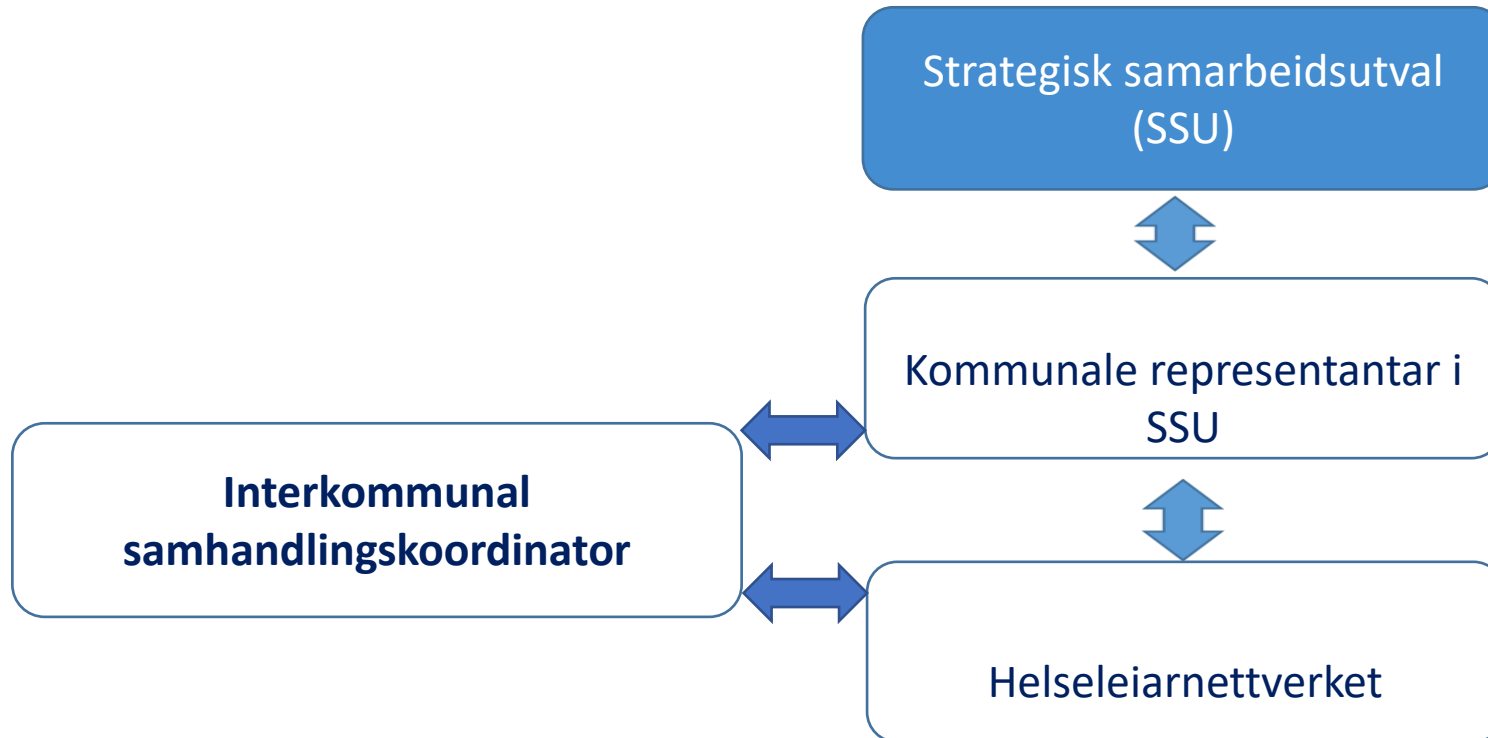 Strategisk samarbeidsutval
(SSU)
Kommunale representantar i
SSU
Interkommunal
samhandlingskoordinator
Helseleiarnettverket